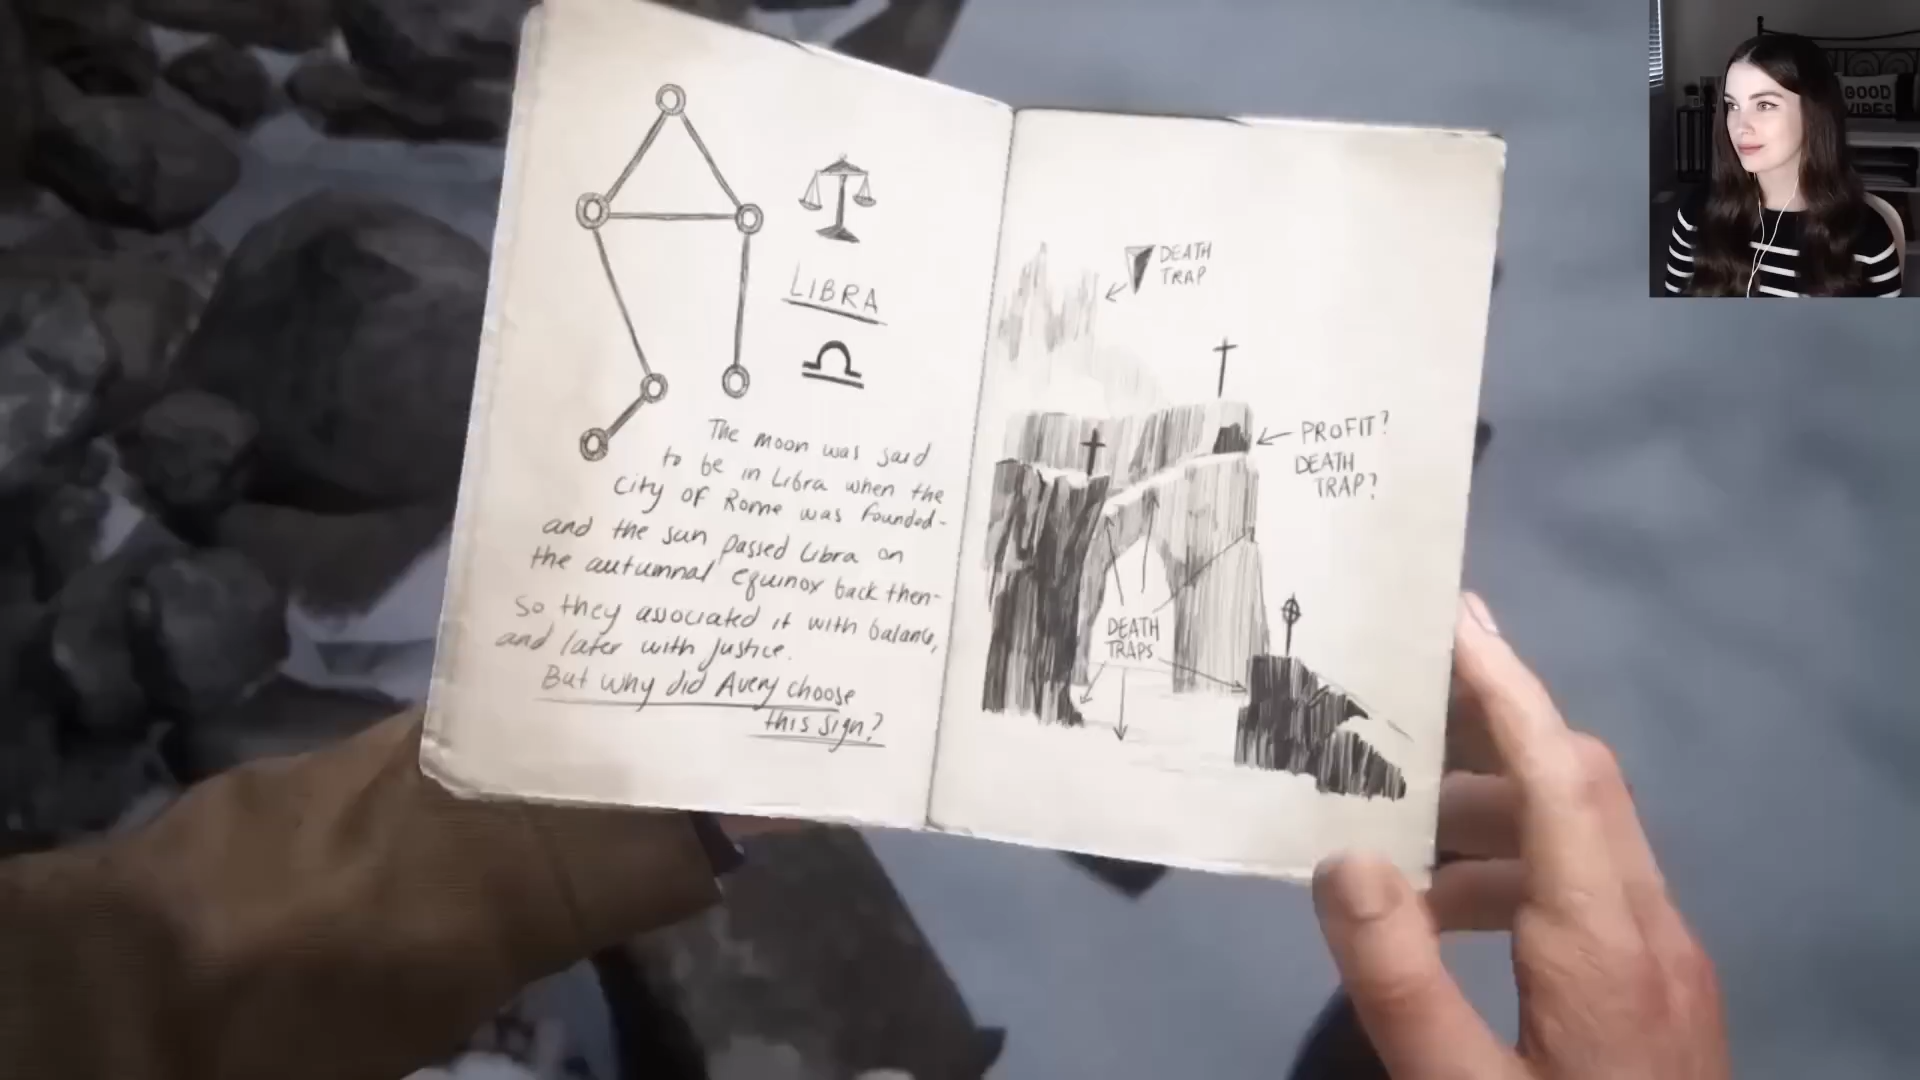 LIBRA
The moon was said
to be in Libra when the
City of Rome was founded-
and the sun passed Libra on
the autumnal equinox back then-
so they associated it with balance,
and later with justice.
But why did Avery choose
this sign?
DEATH
TRAP
PROFIT?
DEATH
TRAP?
DEATH
TRAPS
GOOD
VIBES